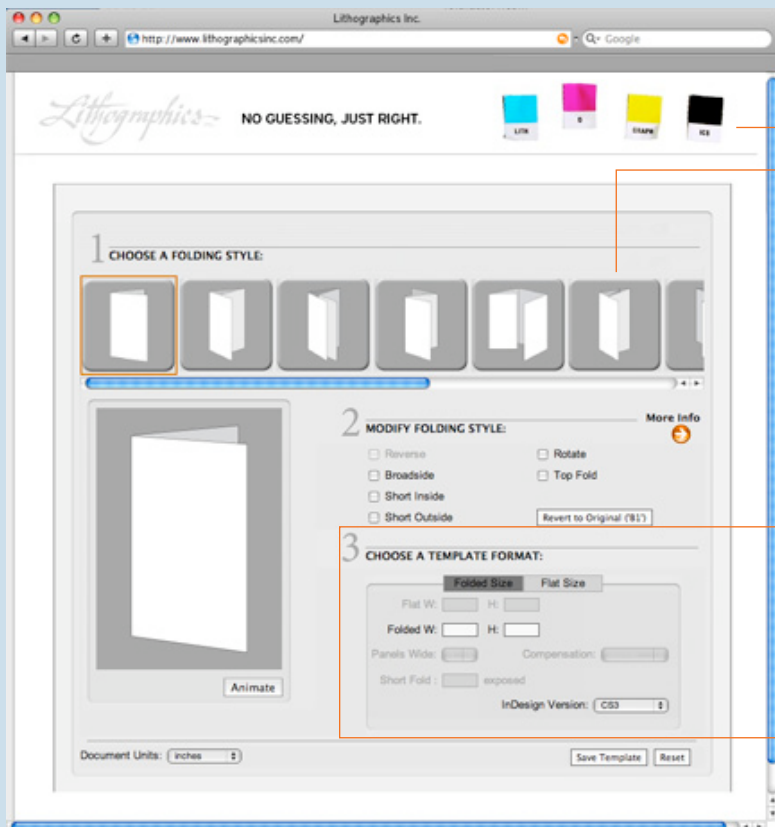 Lithographics Inc.
http://www.lithographicsinc.com/
Google
Lithographics
NO GUESSING, JUST RIGHT.
LITH
O
GRAPH
ICS
1 CHOOSE A FOLDING STYLE:
2 MODIFY FOLDING STYLE:
More Info
Reverse
Rotate
Broadside
Top Fold
Short Inside
Short Outside
Revert to Original ('B1')
3 CHOOSE A TEMPLATE FORMAT:
Folded Size Flat Size
Flat W: H:
Folded W: H:
Panels Wide: Compensation:
Short Fold : exposed
InDesign Version: CS3
Animate
Document Units: inches
Save Template Reset